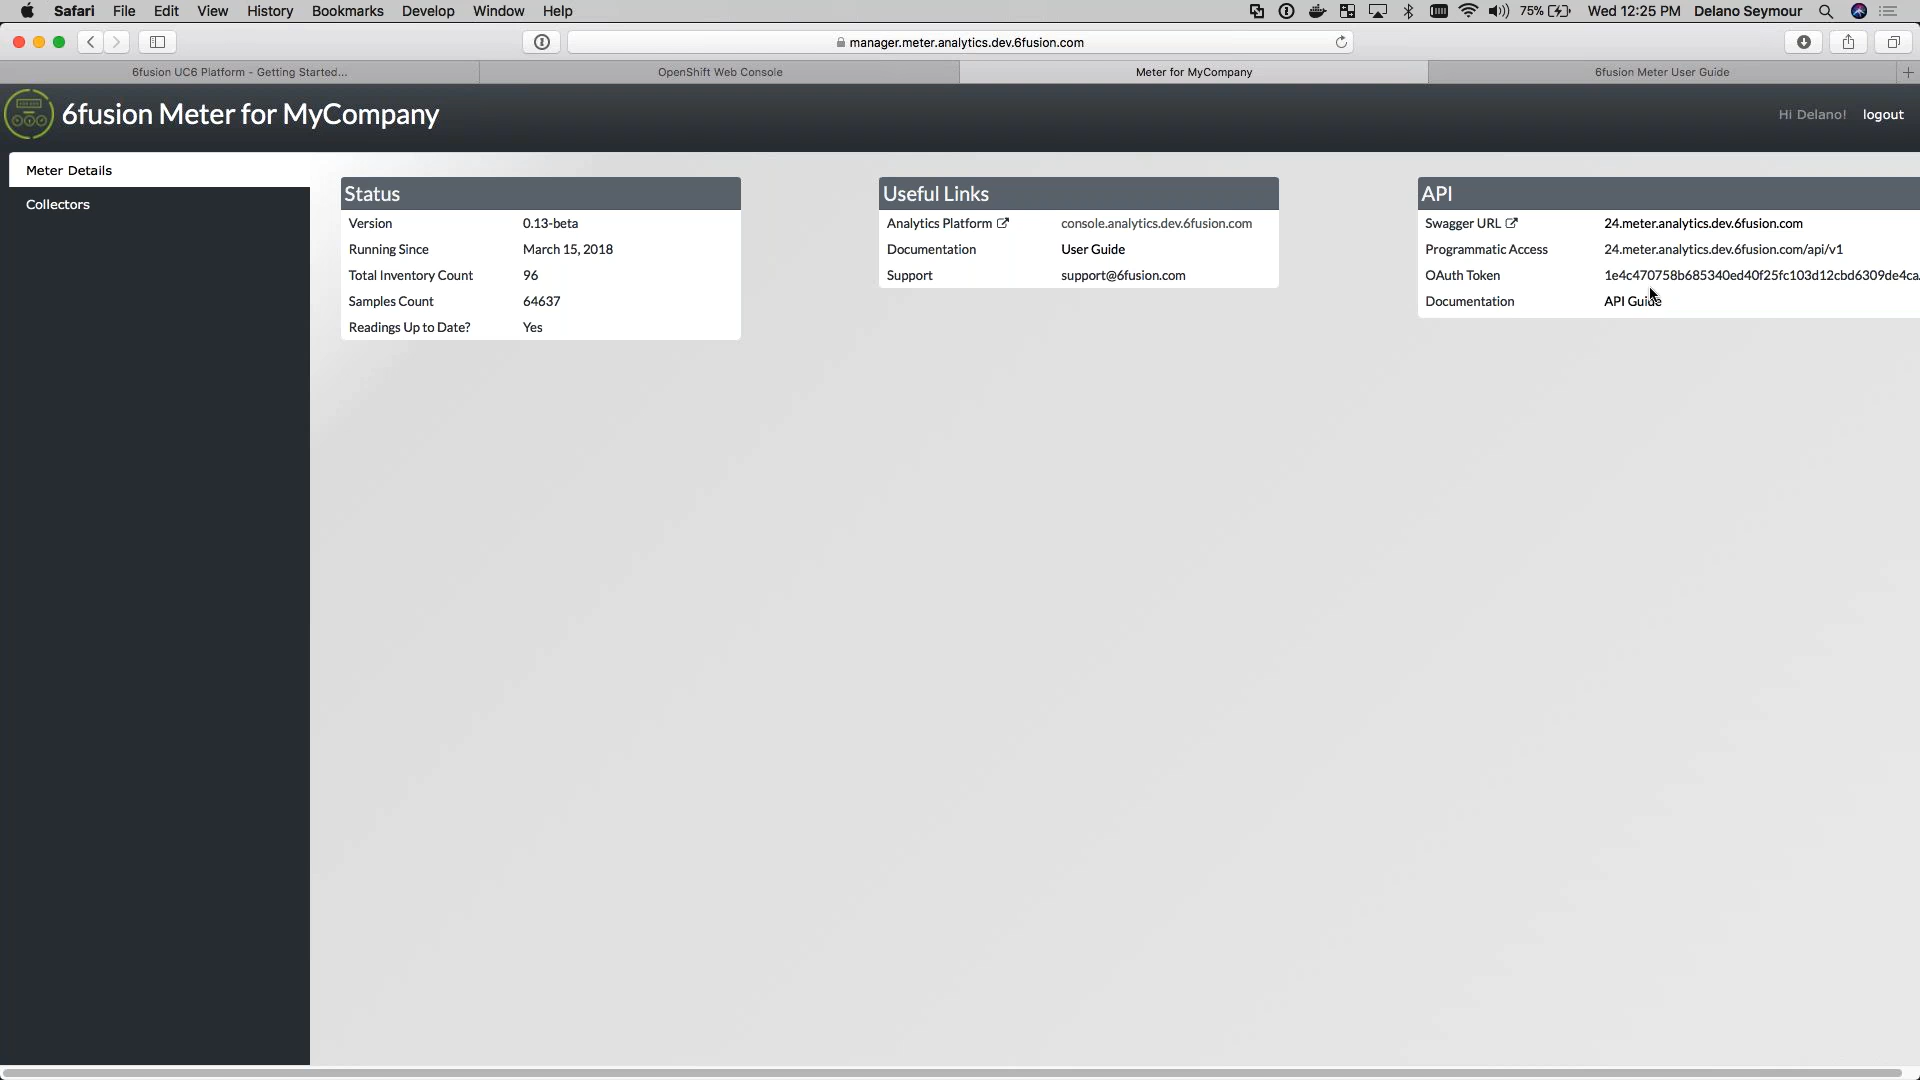 Safari File Edit View History Bookmarks Develop Window Help 75% Wed 12:25 PM Delano Seymour
manager.meter.analytics.dev.6fusion.com
6fusion UC6 Platform - Getting Started... OpenShift Web Console Meter for MyCompany 6fusion Meter User Guide
6fusion Meter for MyCompany Hi Delano! logout
Meter Details
Collectors
Status
Version 0.13-beta
Running Since March 15, 2018
Total Inventory Count 96
Samples Count 64637
Readings Up to Date? Yes
Useful Links
Analytics Platform console.analytics.dev.6fusion.com
Documentation User Guide
Support support@6fusion.com
API
Swagger URL 24.meter.analytics.dev.6fusion.com
Programmatic Access 24.meter.analytics.dev.6fusion.com/api/v1
OAuth Token 1e4c470758b685340ed40f25fc103d12cbd6309de4ca
Documentation API Guide